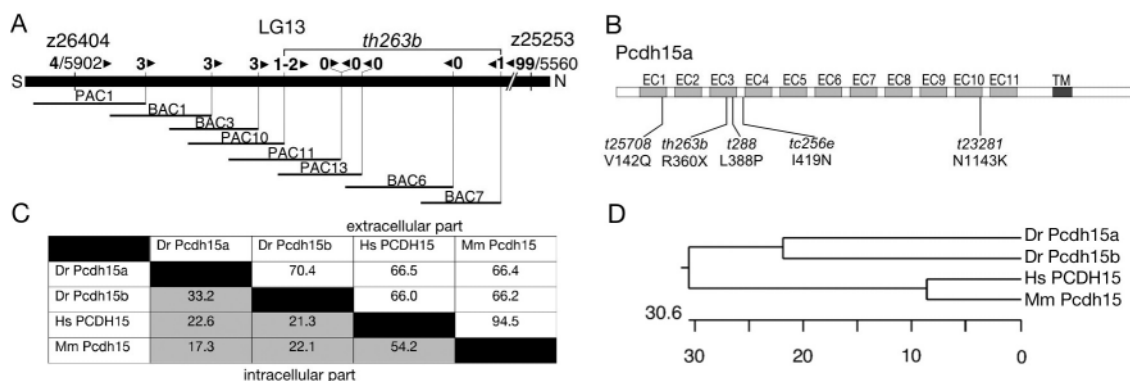 A
LG13
z26404
th263b
z25253
4/5902▸ 3▸ 3▸ 3▸ 1-2▸ 0▸ ◂0 ◂0 ◂0 ◂1 ◂99/5560
S
N
PAC1
BAC1
BAC3
PAC10
PAC11
PAC13
BAC6
BAC7
B
Pcdh15a
EC1 EC2 EC3 EC4 EC5 EC6 EC7 EC8 EC9 EC10 EC11 TM
t25708 th263b t288 tc256e t23281
V142Q R360X L388P I419N N1143K
C
extracellular part
Dr Pcdh15a Dr Pcdh15b Hs PCDH15 Mm Pcdh15
Dr Pcdh15a 70.4 66.5 66.4
Dr Pcdh15b 33.2 66.0 66.2
Hs PCDH15 22.6 21.3 94.5
Mm Pcdh15 17.3 22.1 54.2
intracellular part
D
Dr Pcdh15a
Dr Pcdh15b
Hs PCDH15
Mm Pcdh15
30.6
30 20 10 0